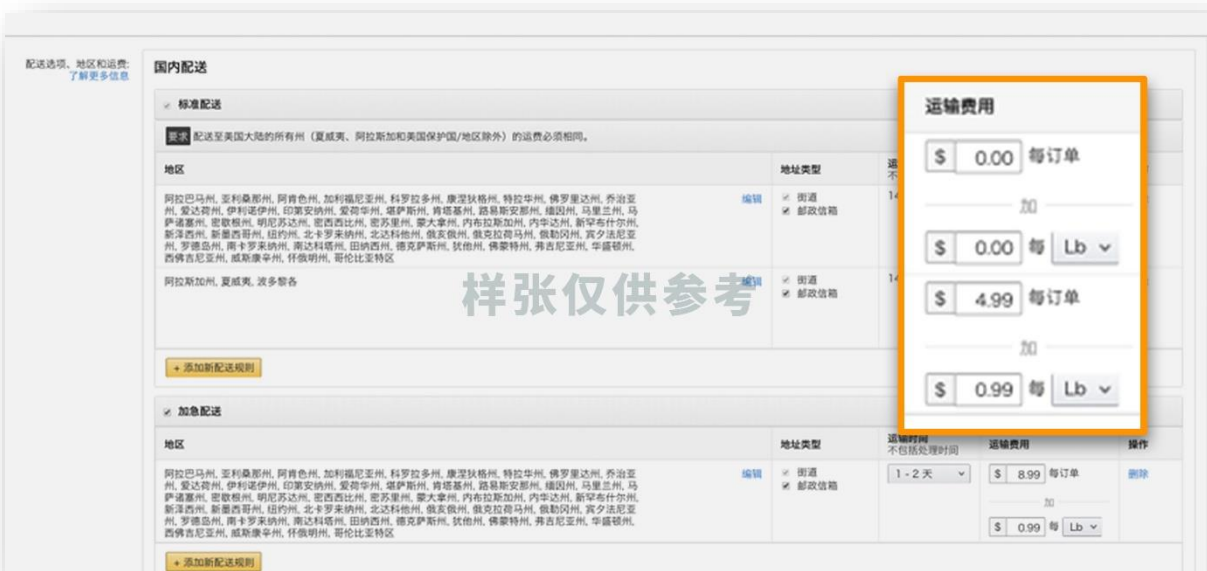 配送选项、地区和运费:
了解更多信息
国内配送
标准配送
要求 配送至美国大陆的所有州（夏威夷、阿拉斯加和美国保护国/地区除外）的运费必须相同。
地区 地址类型
阿拉巴马州, 亚利桑那州, 阿肯色州, 加利福尼亚州, 科罗拉多州, 康涅狄格州, 特拉华州, 佛罗里达州, 乔治亚
州, 爱达荷州, 伊利诺伊州, 印第安纳州, 爱荷华州, 堪萨斯州, 肯塔基州, 路易斯安那州, 缅因州, 马里兰州, 马
萨诸塞州, 密歇根州, 明尼苏达州, 密西西比州, 密苏里州, 蒙大拿州, 内布拉斯加州, 内华达州, 新罕布什尔州,
新泽西州, 新墨西哥州, 纽约州, 北卡罗来纳州, 北达科他州, 俄亥俄州, 俄克拉荷马州, 俄勒冈州, 宾夕法尼亚
州, 罗德岛州, 南卡罗来纳州, 南达科塔州, 田纳西州, 德克萨斯州, 犹他州, 佛蒙特州, 弗吉尼亚州, 华盛顿州,
西佛吉尼亚州, 威斯康辛州, 怀俄明州, 哥伦比亚特区
编辑
街道
邮政信箱
阿拉斯加州, 夏威夷, 波多黎各
编辑
街道
邮政信箱
+ 添加新配送规则
运输费用
$ 0.00 每订单
加
$ 0.00 每 Lb
$ 4.99 每订单
加
$ 0.99 每 Lb
样张仅供参考
加急配送
地区 地址类型 运输时间 运输费用 操作
不包括处理时间
阿拉巴马州, 亚利桑那州, 阿肯色州, 加利福尼亚州, 科罗拉多州, 康涅狄格州, 特拉华州, 佛罗里达州, 乔治亚
州, 爱达荷州, 伊利诺伊州, 印第安纳州, 爱荷华州, 堪萨斯州, 肯塔基州, 路易斯安那州, 缅因州, 马里兰州, 马
萨诸塞州, 密歇根州, 明尼苏达州, 密西西比州, 密苏里州, 蒙大拿州, 内布拉斯加州, 内华达州, 新罕布什尔州,
新泽西州, 新墨西哥州, 纽约州, 北卡罗来纳州, 北达科他州, 俄亥俄州, 俄克拉荷马州, 俄勒冈州, 宾夕法尼亚
州, 罗德岛州, 南卡罗来纳州, 南达科塔州, 田纳西州, 德克萨斯州, 犹他州, 佛蒙特州, 弗吉尼亚州, 华盛顿州,
西佛吉尼亚州, 威斯康辛州, 怀俄明州, 哥伦比亚特区
编辑
街道
邮政信箱
1 - 2 天
$ 8.99 每订单
加
$ 0.99 每 Lb
删除
+ 添加新配送规则